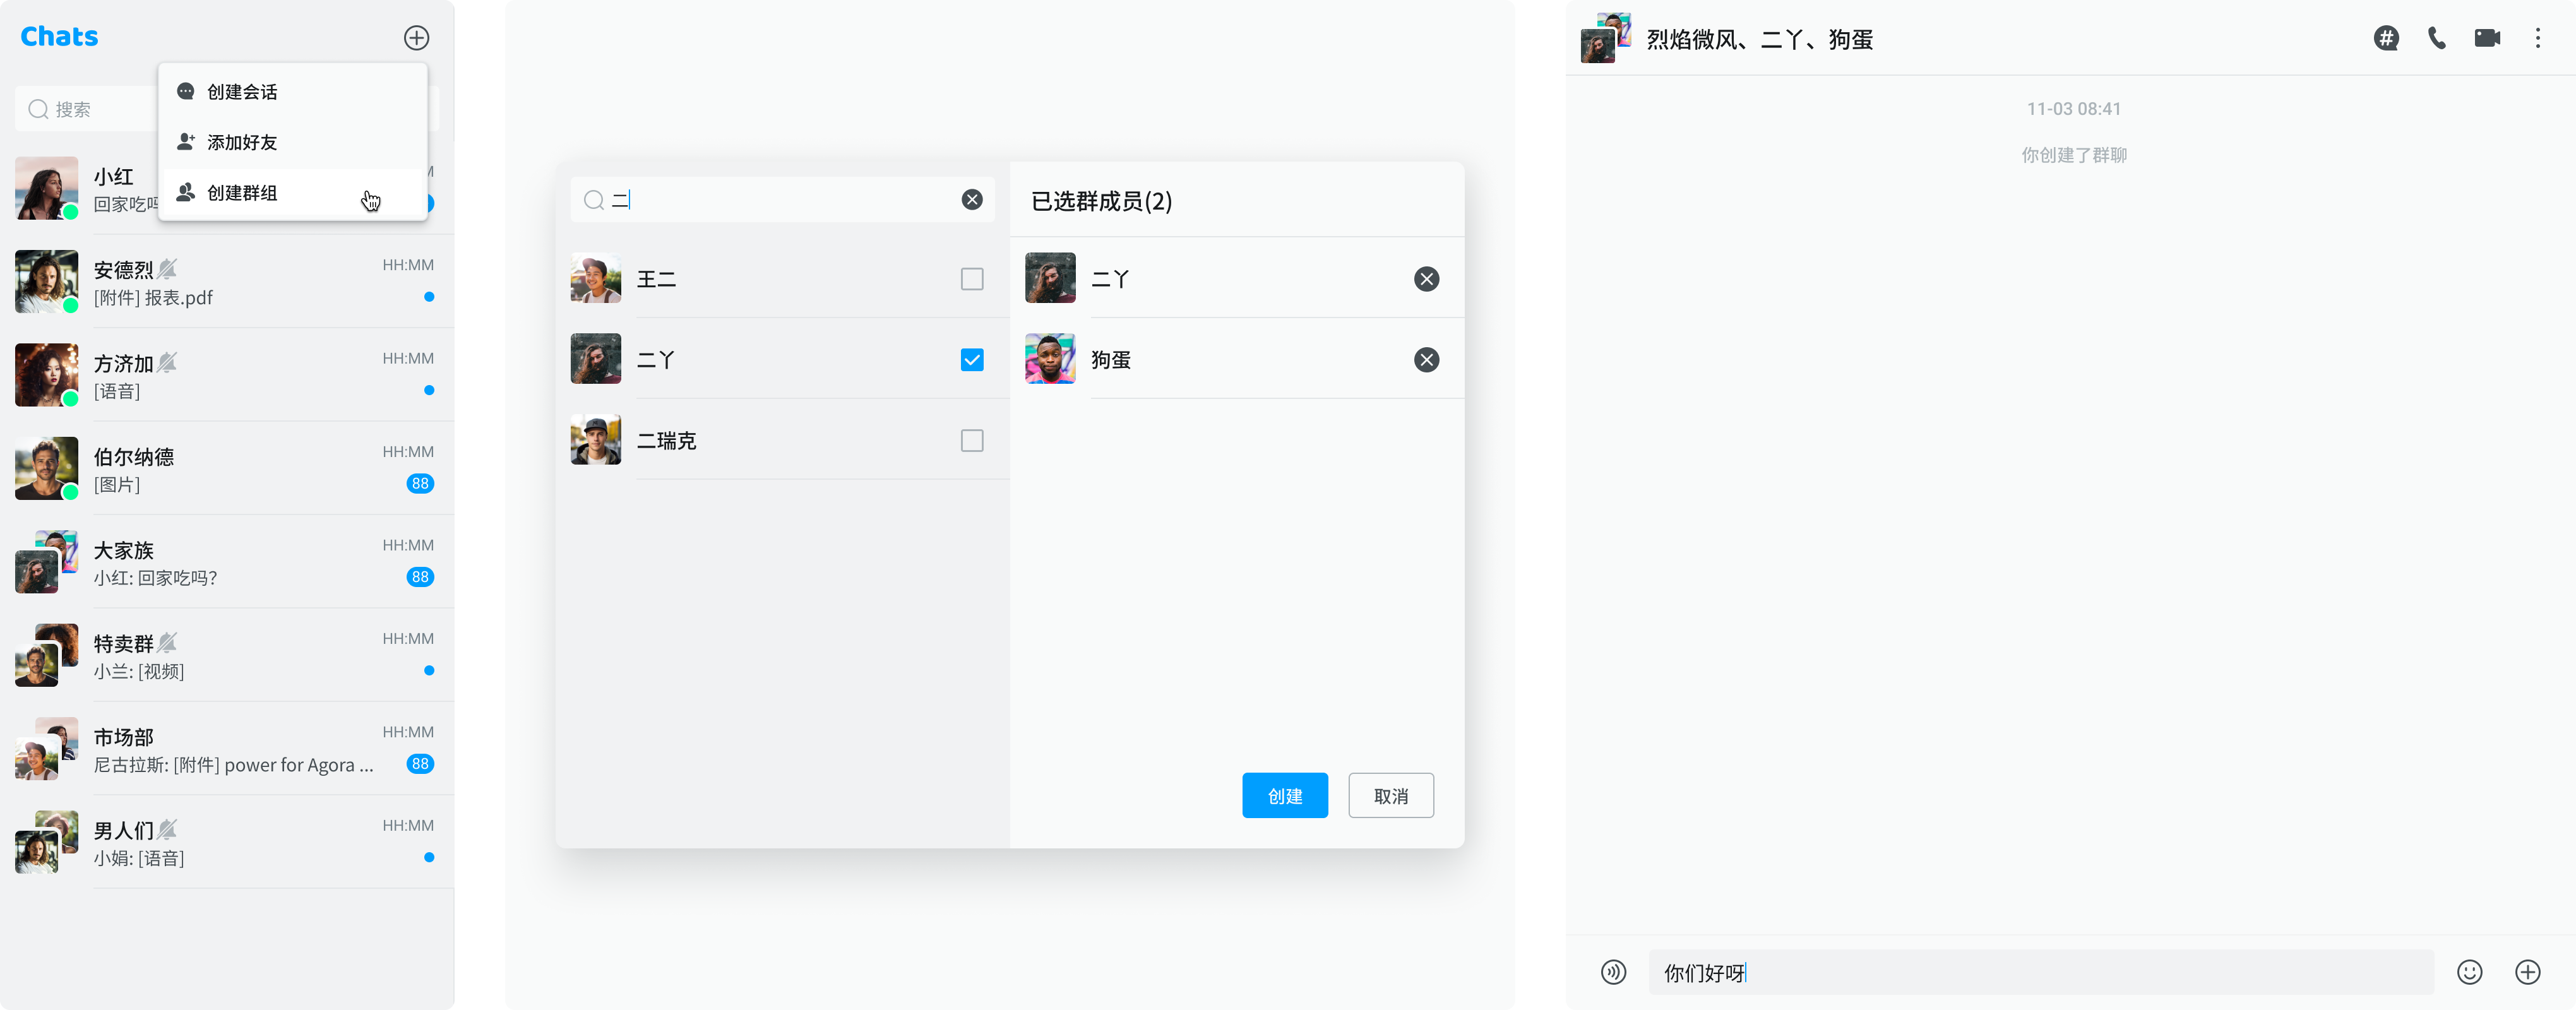 Chats
创建会话
添加好友
创建群组
搜索
小红
回家吃
安德烈
HH:MM
[附件] 报表.pdf
方济加
HH:MM
[语音]
伯尔纳德
HH:MM
[图片]
88
大家族
HH:MM
小红: 回家吃吗?
88
特卖群
HH:MM
小兰: [视频]
市场部
HH:MM
尼古拉斯: [附件] power for Agora ...
88
男人们
HH:MM
小娟: [语音]
二
王二
二丫
二瑞克
已选群成员(2)
二丫
狗蛋
创建
取消
烈焰微风、二丫、狗蛋
11-03 08:41
你创建了群聊
你们好呀